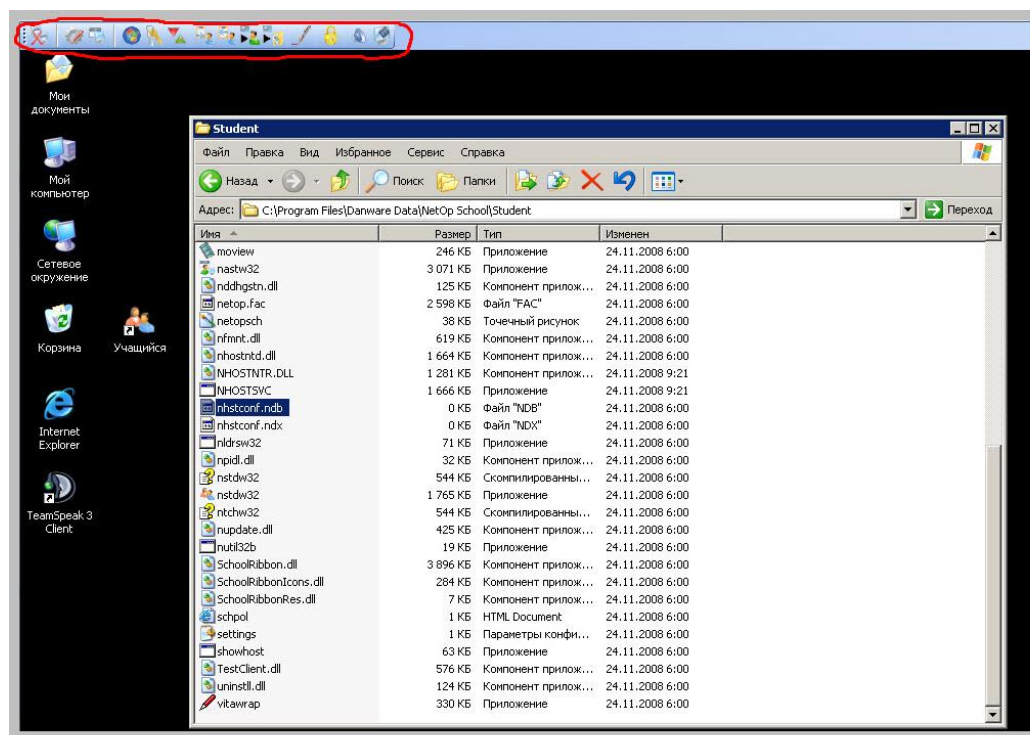 Мои
документы
Мой
компьютер
Сетевое
окружение
Корзина
Учащийся
Internet
Explorer
TeamSpeak 3
Client
Student
Файл Правка Вид Избранное Сервис Справка
Назад Поиск Папки
Адрес: C:\Program Files\Danware Data\NetOp School\Student Переход
Имя Размер Тип Изменен
moview 246 КБ Приложение 24.11.2008 6:00
nastw32 3 071 КБ Приложение 24.11.2008 6:00
nddhgstn.dll 125 КБ Компонент прилож... 24.11.2008 6:00
netop.fac 2 598 КБ Файл "FAC" 24.11.2008 6:00
netopsch 38 КБ Точечный рисунок 24.11.2008 6:00
nfmnt.dll 619 КБ Компонент прилож... 24.11.2008 6:00
nhostntd.dll 1 664 КБ Компонент прилож... 24.11.2008 6:00
NHOSTNTR.DLL 1 281 КБ Компонент прилож... 24.11.2008 9:21
NHOSTSVC 1 666 КБ Приложение 24.11.2008 9:21
nhstconf.ndb 0 КБ Файл "NDB" 24.11.2008 6:00
nhstconf.ndx 0 КБ Файл "NDX" 24.11.2008 6:00
nldrsw32 71 КБ Приложение 24.11.2008 6:00
npidl.dll 32 КБ Компонент прилож... 24.11.2008 6:00
nstdw32 544 КБ Скомпилированны... 24.11.2008 6:00
nstdw32 1 765 КБ Приложение 24.11.2008 6:00
ntchw32 544 КБ Скомпилированны... 24.11.2008 6:00
nupdate.dll 425 КБ Компонент прилож... 24.11.2008 6:00
nutil32b 19 КБ Приложение 24.11.2008 6:00
SchoolRibbon.dll 3 896 КБ Компонент прилож... 24.11.2008 6:00
SchoolRibbonIcons.dll 284 КБ Компонент прилож... 24.11.2008 6:00
SchoolRibbonRes.dll 7 КБ Компонент прилож... 24.11.2008 6:00
schpol 1 КБ HTML Document 24.11.2008 6:00
settings 1 КБ Параметры конфи... 24.11.2008 6:00
showhost 63 КБ Приложение 24.11.2008 6:00
TestClient.dll 576 КБ Компонент прилож... 24.11.2008 6:00
uninstll.dll 124 КБ Компонент прилож... 24.11.2008 6:00
vitawrap 330 КБ Приложение 24.11.2008 6:00